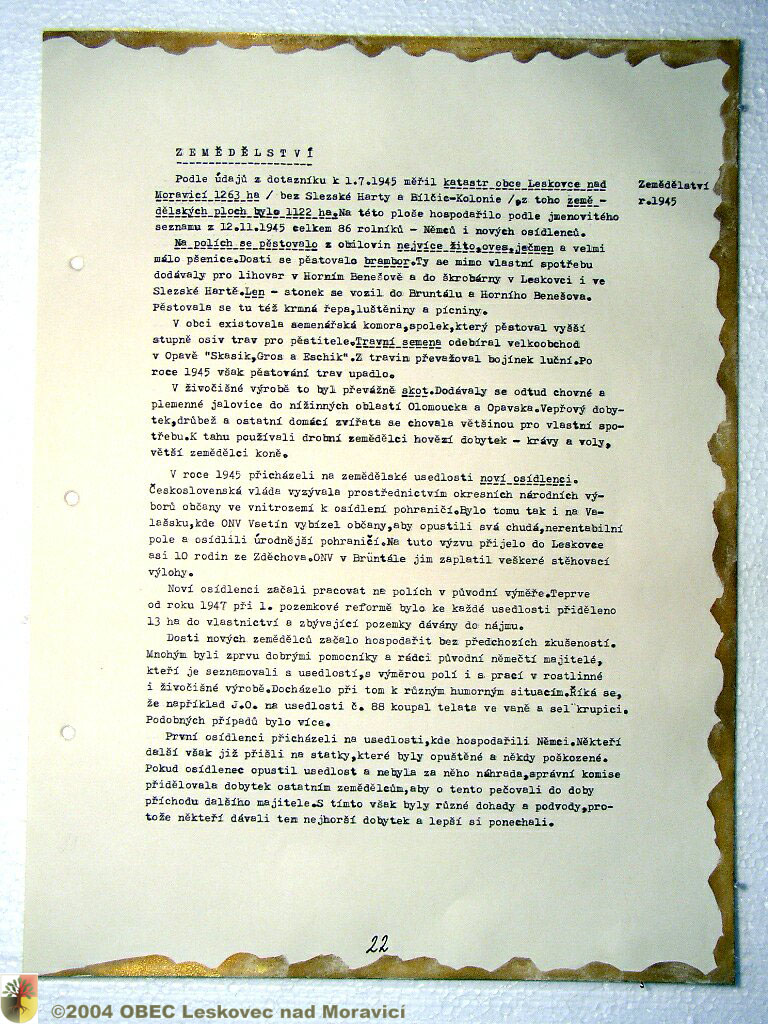 ZEMĚDĚLSTVÍ
Podle údajů z dotazníku k 1.7.1945 měřil katastr obce Leskovce nad
Moravicí 1263 ha / bez Slezské Harty a Bílčic-Kolonie /,z toho země -
dělských ploch bylo 1122 ha.Na této ploše hospodařilo podle jmenovitého
seznamu z 12.11.1945 celkem 86 rolníků - Němců i nových osídlenců.
Zemědělství
r.1945
Na polích se pěstovalo z obilovin nejvíce žito,oves,ječmen a velmi
málo pšenice.Dosti se pěstovalo brambor.Ty se mimo vlastní spotřebu
dodávaly pro lihovar v Horním Benešově a do škrobárny v Leskovci i ve
Slezské Hartě.Len - stonek se vozil do Bruntálu a Horního Benešova.
Pěstovala se tu též krmná řepa,luštěniny a pícniny.
V obci existovala semenářská komora,spolek,který pěstoval vyšší
stupně osiv trav pro pěstitele.Travní semena odebíral velkoobchod
v Opavě "Skasik,Gros a Eschik".Z travin převažoval bojínek luční.Po
roce 1945 však pěstování trav upadlo.
V živočišné výrobě to byl převážně skot.Dodávaly se odtud chovné a
plemenné jalovice do nížinných oblastí Olomoucka a Opavska.Vepřový doby-
tek,drůbež a ostatní domácí zvířata se chovala většinou pro vlastní spo-
třebu.K tahu používali drobní zemědělci hovězí dobytek - krávy a voly,
větší zemědělci koně.
V roce 1945 přicházeli na zemědělské usedlosti noví osídlenci.
Československá vláda vyzývala prostřednictvím okresních národních vý-
borů občany ve vnitrozemí k osídlení pohraničí.Bylo tomu tak i na Va-
lašsku,kde ONV Vsetín vybízel občany,aby opustili svá chudá,nerentabilní
pole a osídlili úrodnější pohraničí.Na tuto výzvu přijelo do Leskovce
asi 10 rodin ze Zděchova.ONV v Brüntále jim zaplatil veškeré stěhovací
výlohy.
Noví osídlenci začali pracovat na polích v původní výměře.Teprve
od roku 1947 při 1. pozemkové reformě bylo ke každé usedlosti přiděleno
13 ha do vlastnictví a zbývající pozemky dávány do nájmu.
Dosti nových zemědělců začalo hospodařit bez předchozích zkušeností.
Mnohým byli zprvu dobrými pomocníky a rádci původní němečtí majitelé,
kteří je seznamovali s usedlostí,s výměrou polí i s prací v rostlinné
i živočišné výrobě.Docházelo při tom k různým humorným situacím.Říká se,
že například J.O. na usedlosti č. 88 koupal telata ve vaně a sel krupici.
Podobných případů bylo více.
První osídlenci přicházeli na usedlosti,kde hospodařili Němci.Někteří
další však již přišli na statky,které byly opuštěné a někdy poškozené.
Pokud osídlenec opustil usedlost a nebyla za něho náhrada,správní komise
přidělovala dobytek ostatním zemědělcům,aby o tento pečovali do doby
příchodu dalšího majitele.S tímto však byly různé dohady a podvody,pro-
tože někteří dávali ten nejhorší dobytek a lepší si ponechali.
22
©2004 OBEC Leskovec nad Moravicí